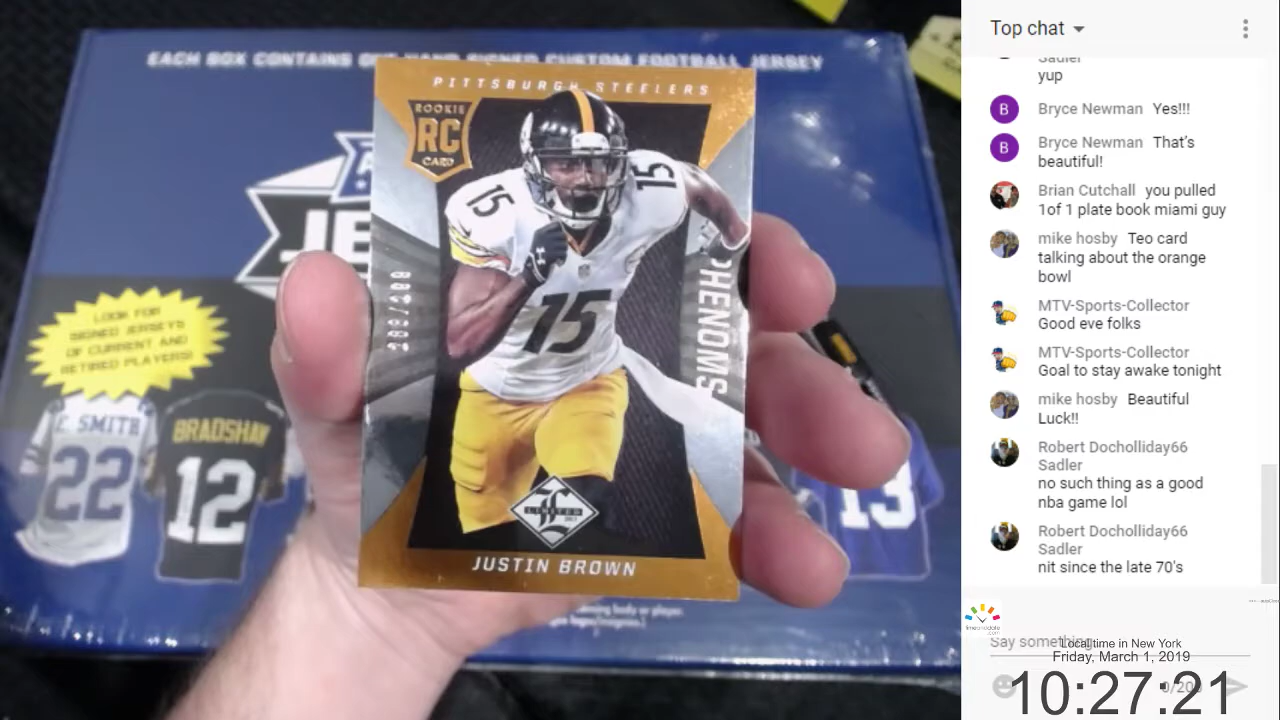 EACH BOX CONTAINS ONE HAND SIGNED CUSTOM FOOTBALL JERSEY
PITTSBURGH STEELERS
ROOKIE
RC
CARD
15
15
15
PHENOMS
LIMITED
JUSTIN BROWN
LOOK FOR
SIGNED JERSEYS
OF CURRENT AND
RETIRED PLAYERS!
E. SMITH
22
BRADSHAW
12
13
Top chat
Sadler
yup
B Bryce Newman Yes!!!
B Bryce Newman That's
beautiful!
Brian Cutchall you pulled
1of 1 plate book miami guy
mike hosby Teo card
talking about the orange
bowl
MTV-Sports-Collector
Good eve folks
MTV-Sports-Collector
Goal to stay awake tonight
mike hosby Beautiful
Luck!!
Robert Docholliday66
Sadler
no such thing as a good
nba game lol
Robert Docholliday66
Sadler
nit since the late 70's
Say something...
Local time in New York
Friday, March 1, 2019
10:27:21